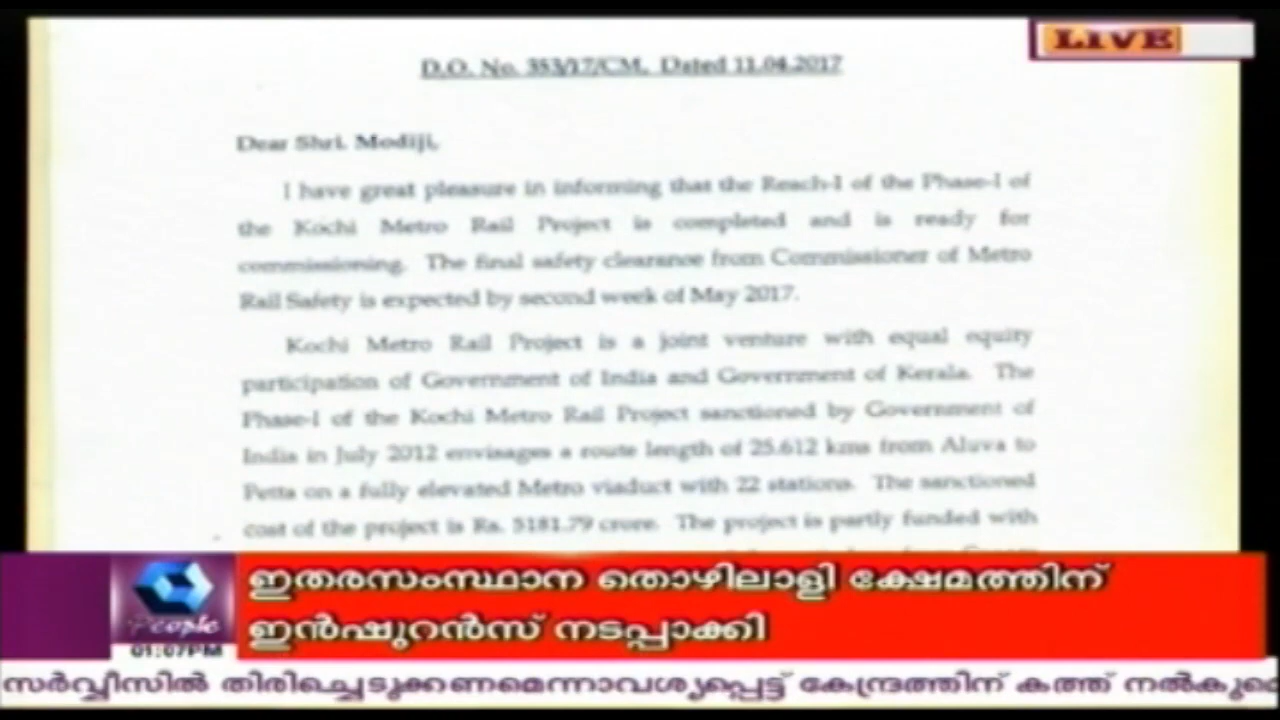 LIVE
D.O. No. 353/17/CM, Dated 11.04.2017
Dear Shri. Modiji,
I have great pleasure in informing that the Reach-I of the Phase-I of
the Kochi Metro Rail Project is completed and is ready for
commissioning. The final safety clearance from Commissioner of Metro
Rail Safety is expected by second week of May 2017.
Kochi Metro Rail Project is a joint venture with equal equity
participation of Government of India and Government of Kerala. The
Phase-I of the Kochi Metro Rail Project sanctioned by Government of
India in July 2012 envisages a route length of 25.612 kms from Aluva to
Petta on a fully elevated Metro viaduct with 22 stations. The sanctioned
cost of the project is Rs. 5181.79 crore. The project is partly funded with
ഇതരസംസ്ഥാന തൊഴിലാളി ക്ഷേമത്തിന്
ഇൻഷുറൻസ് നടപ്പാക്കി
People
01:07PM
സർവ്വീസിൽ തിരിച്ചെടുക്കണമെന്നാവശ്യപ്പെട്ട് കേന്ദ്രത്തിന് കത്ത്